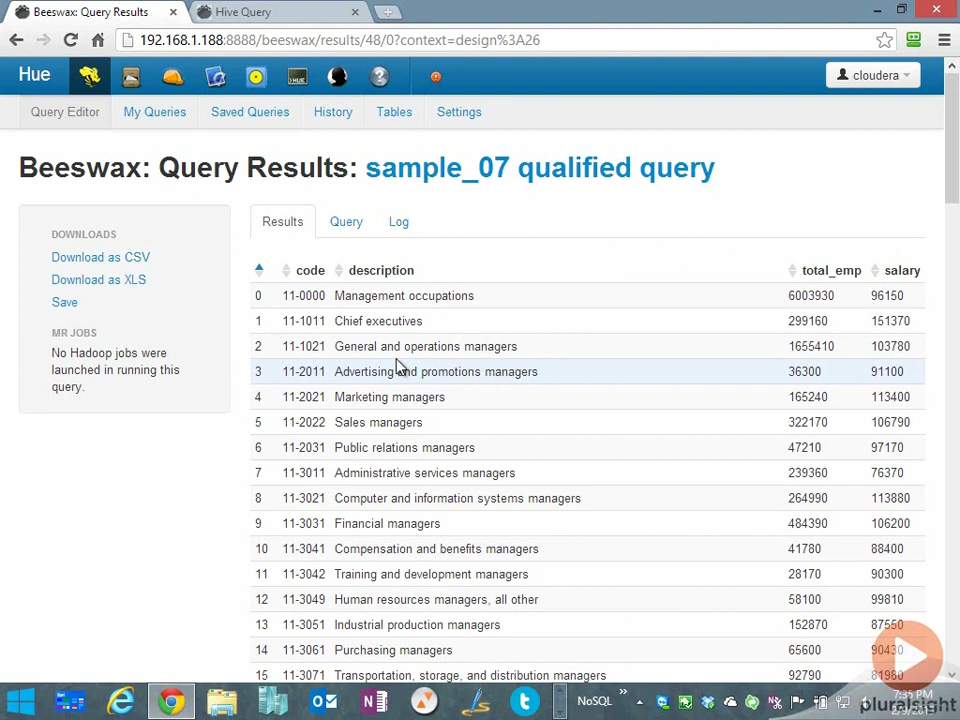 Beeswax: Query Results
Hive Query
192.168.1.188:8888/beeswax/results/48/0?context=design%3A26
Hue
HUE
?
cloudera
Query Editor
My Queries
Saved Queries
History
Tables
Settings
Beeswax: Query Results: sample_07 qualified query
DOWNLOADS
Download as CSV
Download as XLS
Save
MR JOBS
No Hadoop jobs were
launched in running this
query.
Results
Query
Log
code description total_emp salary
0 11-0000 Management occupations 6003930 96150
1 11-1011 Chief executives 299160 151370
2 11-1021 General and operations managers 1655410 103780
3 11-2011 Advertising and promotions managers 36300 91100
4 11-2021 Marketing managers 165240 113400
5 11-2022 Sales managers 322170 106790
6 11-2031 Public relations managers 47210 97170
7 11-3011 Administrative services managers 239360 76370
8 11-3021 Computer and information systems managers 264990 113880
9 11-3031 Financial managers 484390 106200
10 11-3041 Compensation and benefits managers 41780 88400
11 11-3042 Training and development managers 28170 90300
12 11-3049 Human resources managers, all other 58100 99810
13 11-3051 Industrial production managers 152870 87550
14 11-3061 Purchasing managers 65600 90430
15 11-3071 Transportation, storage, and distribution managers 92790 81980
NoSQL
7:35 PM
pluralsight